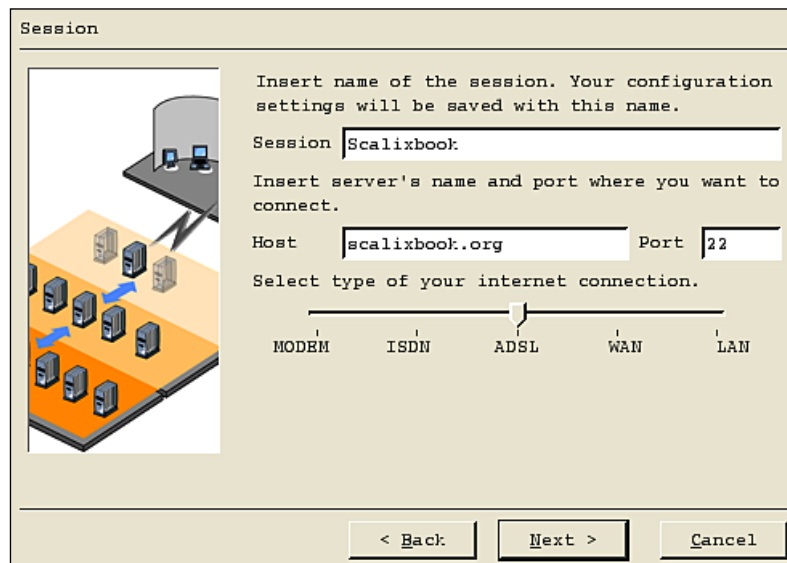 Session
Insert name of the session. Your configuration
settings will be saved with this name.
Session Scalixbook
Insert server's name and port where you want to
connect.
Host scalixbook.org Port 22
Select type of your internet connection.
MODEM ISDN ADSL WAN LAN
< Back Next > Cancel